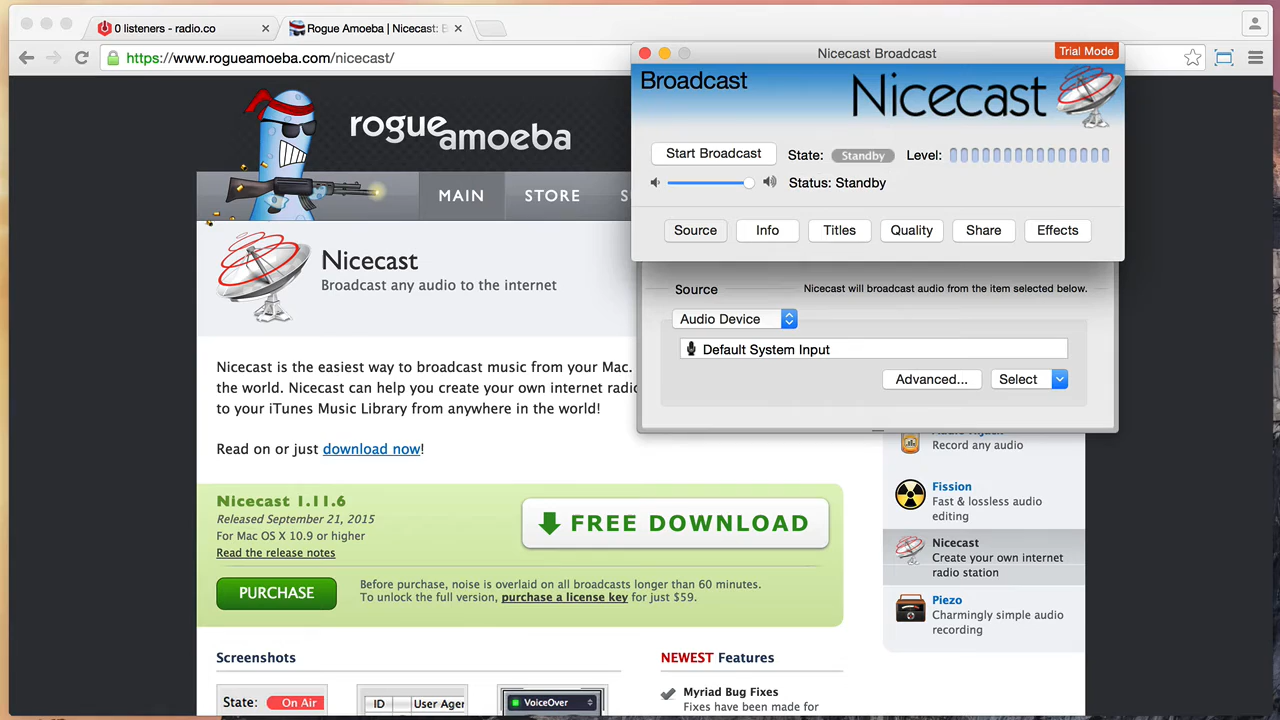 0 listeners - radio.co
Rogue Amoeba | Nicecast: B
https://www.rogueamoeba.com/nicecast/
Nicecast Broadcast
Trial Mode
Broadcast
Nicecast
Start Broadcast
State: Standby
Level:
Status: Standby
Source
Info
Titles
Quality
Share
Effects
Source
Nicecast will broadcast audio from the item selected below.
Audio Device
Default System Input
Advanced...
Select
rogue amoeba
MAIN
STORE
S
Nicecast
Broadcast any audio to the internet
Nicecast is the easiest way to broadcast music from your Mac.
the world. Nicecast can help you create your own internet radio
to your iTunes Music Library from anywhere in the world!
Read on or just download now!
Nicecast 1.11.6
Released September 21, 2015
For Mac OS X 10.9 or higher
Read the release notes
FREE DOWNLOAD
PURCHASE
Before purchase, noise is overlaid on all broadcasts longer than 60 minutes.
To unlock the full version, purchase a license key for just $59.
Record any audio
Fission
Fast & lossless audio
editing
Nicecast
Create your own internet
radio station
Piezo
Charmingly simple audio
recording
Screenshots
State: On Air
ID
User Agen
VoiceOver
NEWEST Features
Myriad Bug Fixes
Fixes have been made for